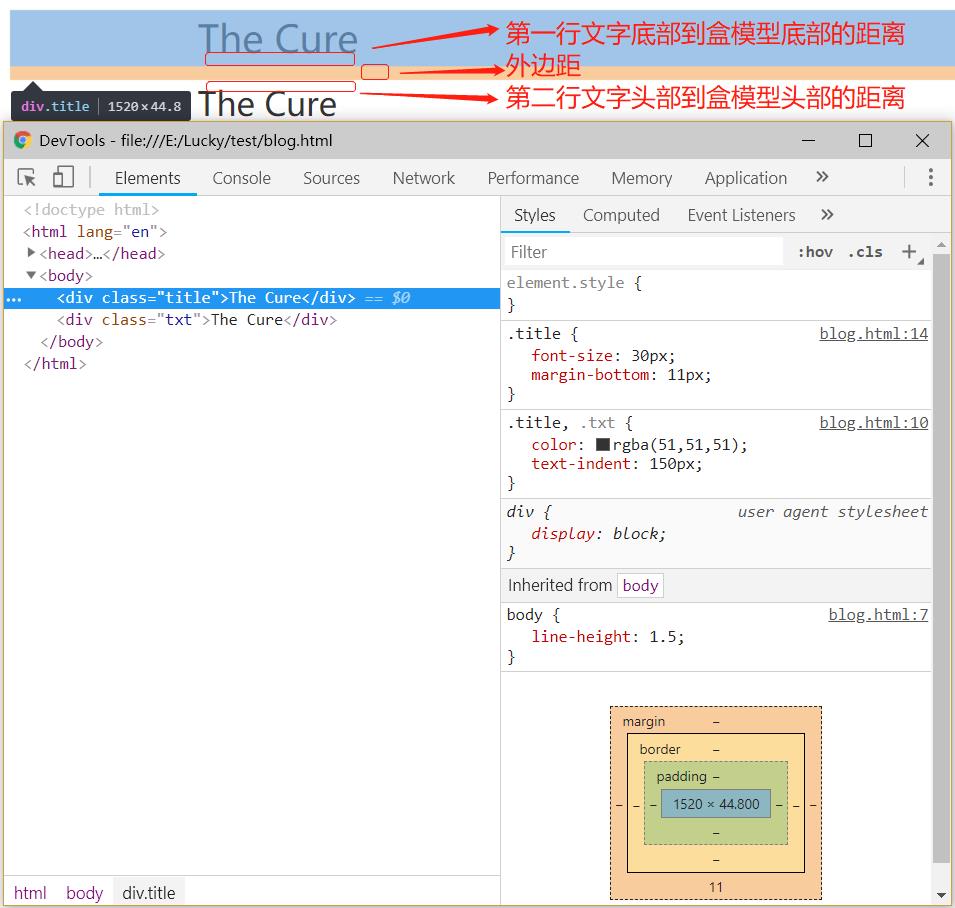 The Cure
第一行文字底部到盒模型底部的距离
外边距
div.title | 1520×44.8
The Cure
第二行文字头部到盒模型头部的距离
DevTools - file:///E:/Lucky/test/blog.html
Elements Console Sources Network Performance Memory Application »
<!doctype html>
<html lang="en">
<head>…</head>
<body>
<div class="title">The Cure</div> == $0
<div class="txt">The Cure</div>
</body>
</html>
html body div.title
Styles Computed Event Listeners »
Filter :hov .cls +
element.style {
}
.title { blog.html:14
font-size: 30px;
margin-bottom: 11px;
}
.title, .txt { blog.html:10
color: rgba(51,51,51);
text-indent: 150px;
}
div { user agent stylesheet
display: block;
}
Inherited from body
body { blog.html:7
line-height: 1.5;
}
margin –
border –
padding –
– – – 1520 × 44.800 – – –
–
–
11